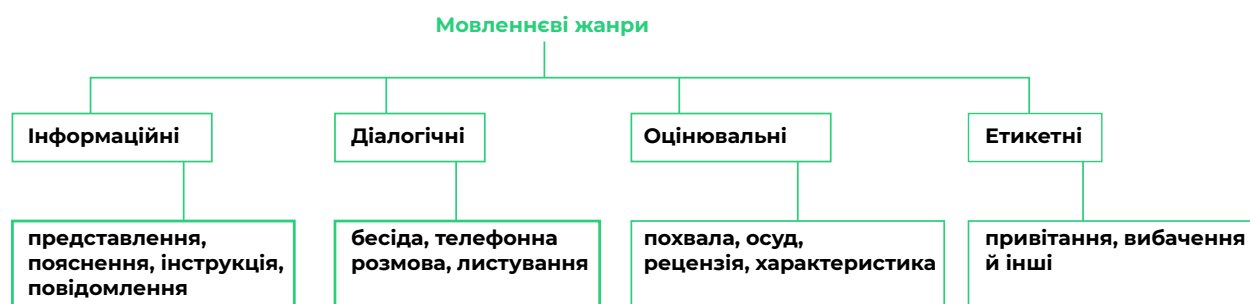 Мовленнєві жанри
Інформаційні
Діалогічні
Оцінювальні
Етикетні
представлення,
пояснення, інструкція,
повідомлення
бесіда, телефонна
розмова, листування
похвала, осуд,
рецензія, характеристика
привітання, вибачення
й інші